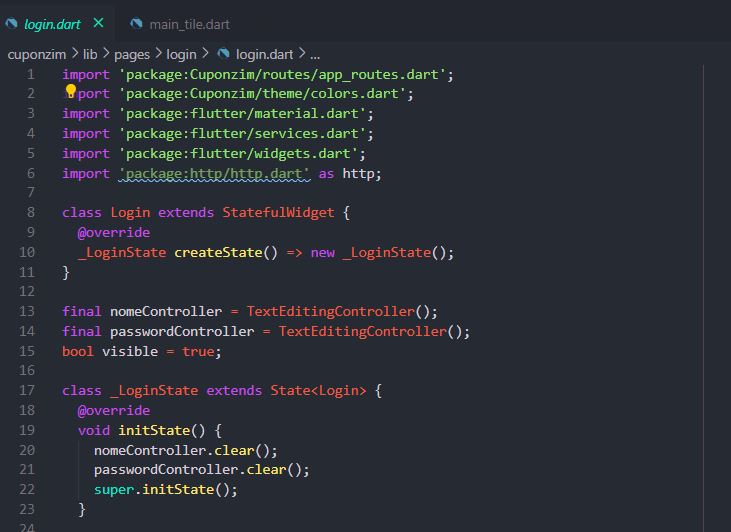 login.dart × main_tile.dart
cuponzim > lib > pages > login > login.dart > ...
1 import 'package:Cuponzim/routes/app_routes.dart';
2 import 'package:Cuponzim/theme/colors.dart';
3 import 'package:flutter/material.dart';
4 import 'package:flutter/services.dart';
5 import 'package:flutter/widgets.dart';
6 import 'package:http/http.dart' as http;
7
8 class Login extends StatefulWidget {
9 @override
10 _LoginState createState() => new _LoginState();
11 }
12
13 final nomeController = TextEditingController();
14 final passwordController = TextEditingController();
15 bool visible = true;
16
17 class _LoginState extends State<Login> {
18 @override
19 void initState() {
20 nomeController.clear();
21 passwordController.clear();
22 super.initState();
23 }
24